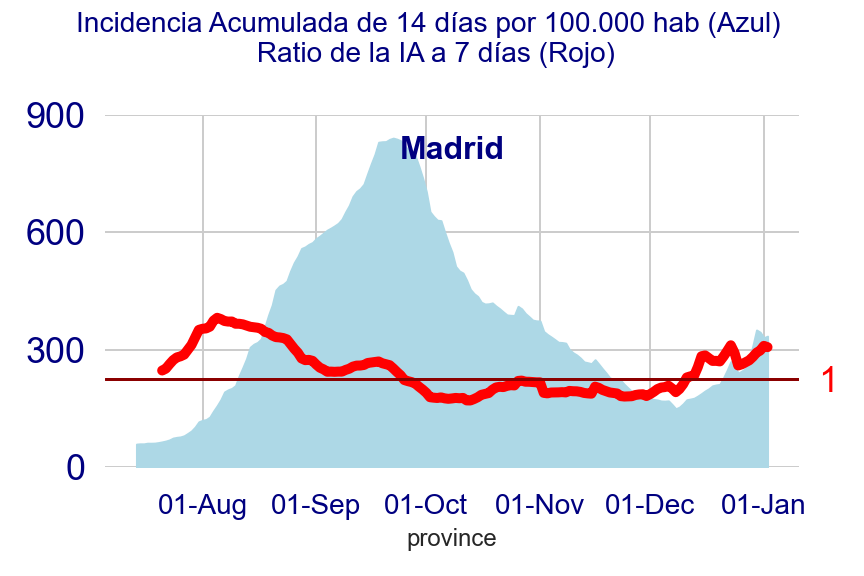 Incidencia Acumulada de 14 días por 100.000 hab (Azul)
Ratio de la IA a 7 días (Rojo)
900
Madrid
600
300
1
0
01-Aug 01-Sep 01-Oct 01-Nov 01-Dec 01-Jan
province